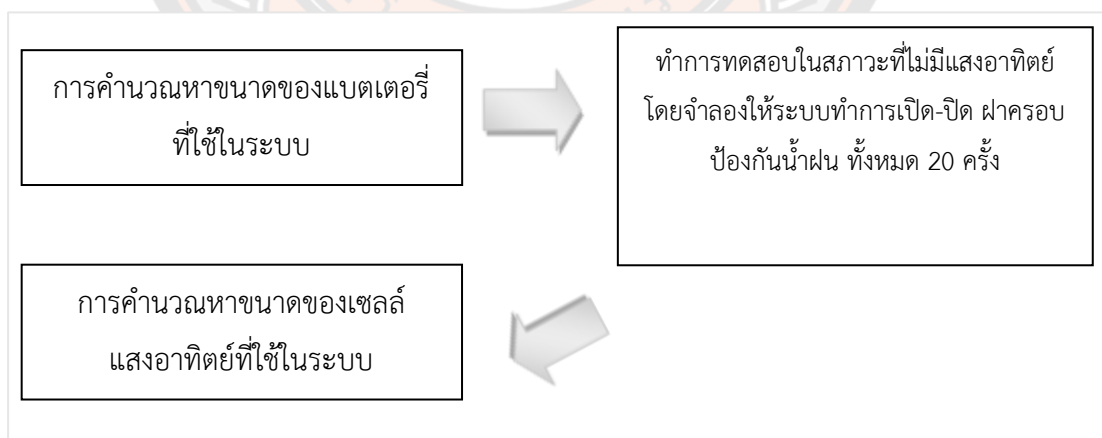 การคำนวณหาขนาดของแบตเตอรี่
ที่ใช้ในระบบ
ทำการทดสอบในสภาวะที่ไม่มีแสงอาทิตย์
โดยจำลองให้ระบบทำการเปิด-ปิด ฝาครอบ
ป้องกันน้ำฝน ทั้งหมด 20 ครั้ง
การคำนวณหาขนาดของเซลล์
แสงอาทิตย์ที่ใช้ในระบบ